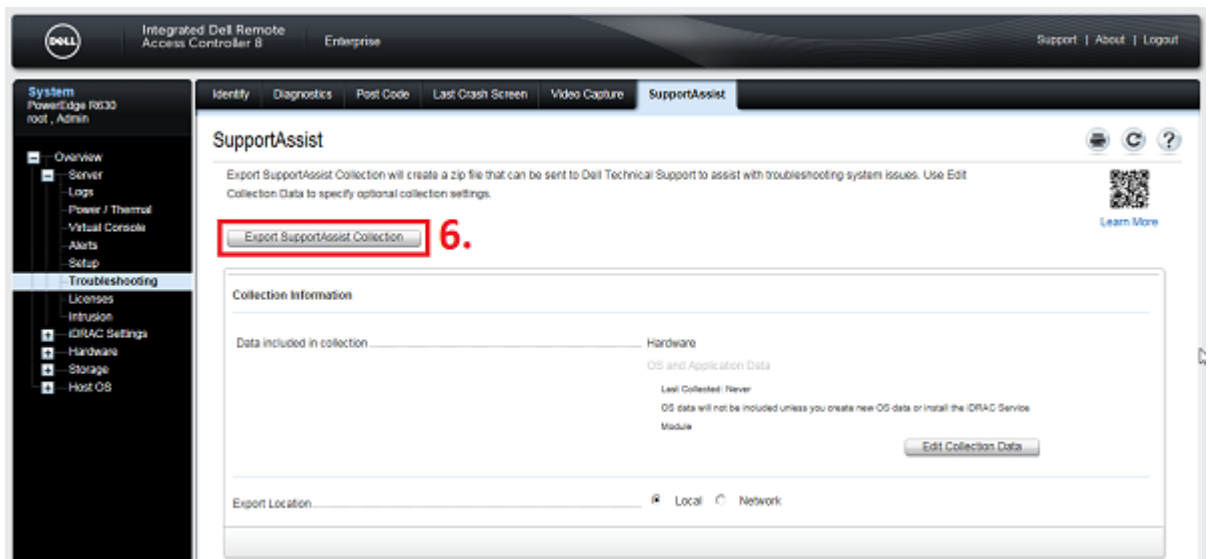 DELL
Integrated Dell Remote
Access Controller 8
Enterprise
Support | About | Logout
System
PowerEdge R630
root , Admin
Overview
Server
Logs
Power / Thermal
Virtual Console
Alerts
Setup
Troubleshooting
Licenses
Intrusion
iDRAC Settings
Hardware
Storage
Host OS
Identify Diagnostics Post Code Last Crash Screen Video Capture SupportAssist
SupportAssist
Export SupportAssist Collection will create a zip file that can be sent to Dell Technical Support to assist with troubleshooting system issues. Use Edit
Collection Data to specify optional collection settings.
Learn More
Export SupportAssist Collection 6.
Collection Information
Data included in collection Hardware
OS and Application Data
Last Collected: Never
OS data will not be included unless you create new OS data or install the iDRAC Service
Module
Edit Collection Data
Export Location Local Network